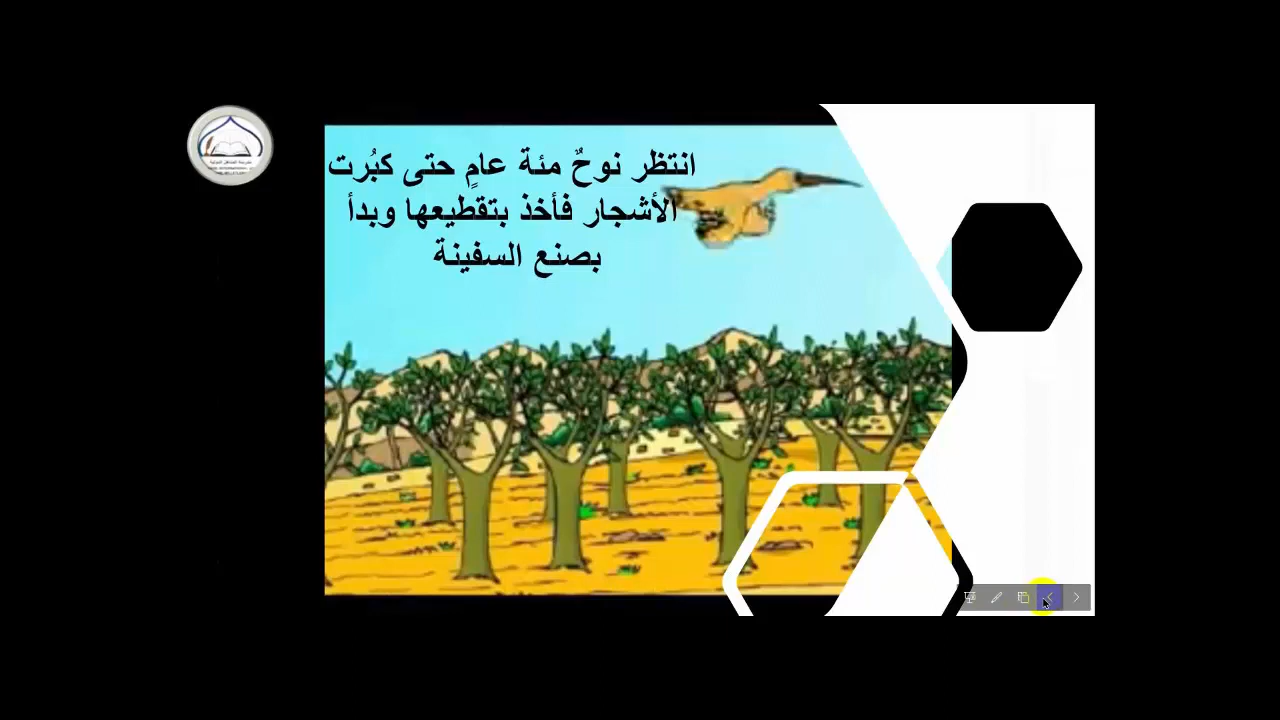 انتظر نوحٌ مئة عامٍ حتى كبُرت
الأشجار فأخذ بتقطيعها وبدأ
بصنع السفينة